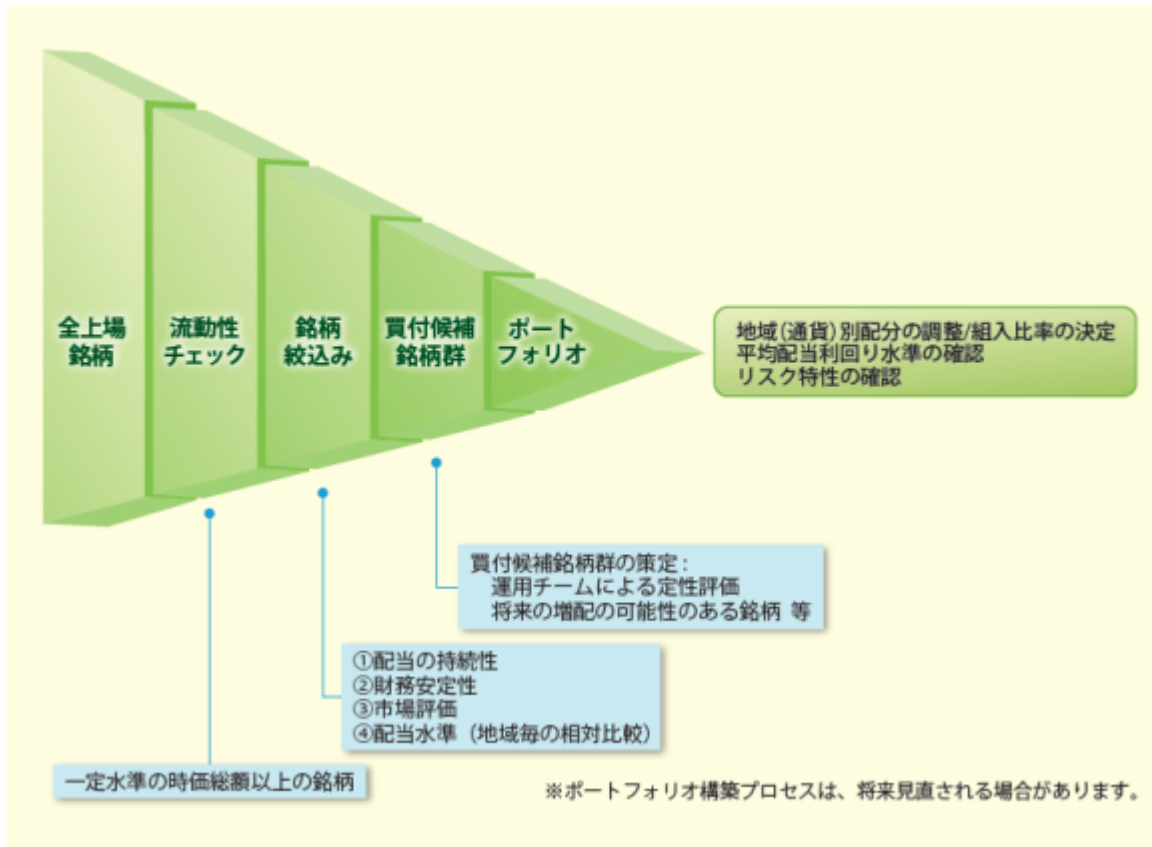 全上場
銘柄
流動性
チェック
銘柄
絞込み
買付候補
銘柄群
ポート
フォリオ
地域(通貨)別配分の調整/組入比率の決定
平均配当利回り水準の確認
リスク特性の確認
買付候補銘柄群の策定:
運用チームによる定性評価
将来の増配の可能性のある銘柄 等
①配当の持続性
②財務安定性
③市場評価
④配当水準（地域毎の相対比較）
一定水準の時価総額以上の銘柄
※ポートフォリオ構築プロセスは、将来見直される場合があります。